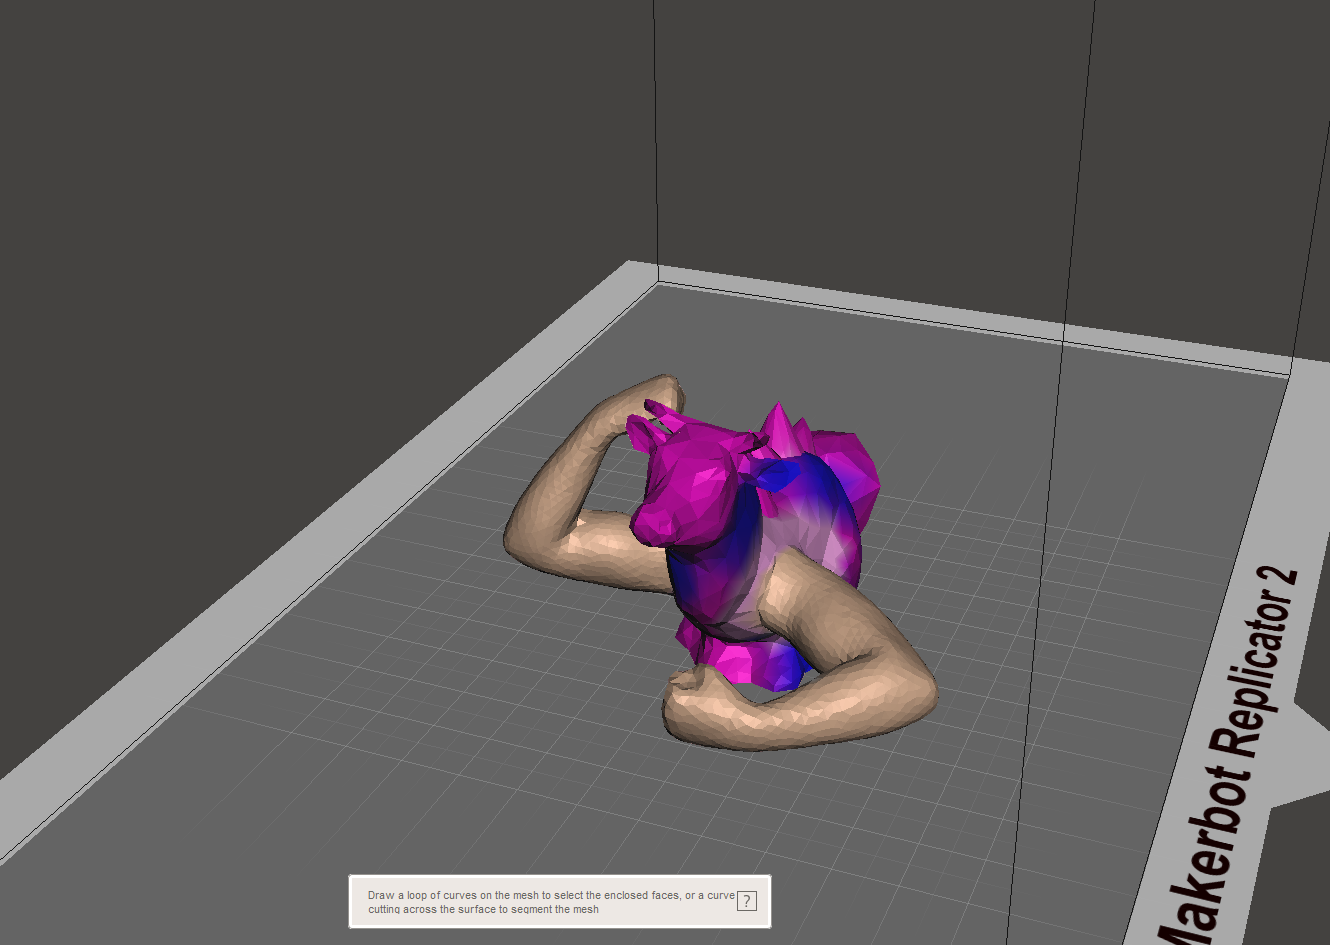 Makerbot Replicator 2
Draw a loop of curves on the mesh to select the enclosed faces, or a curve
cutting across the surface to segment the mesh
?